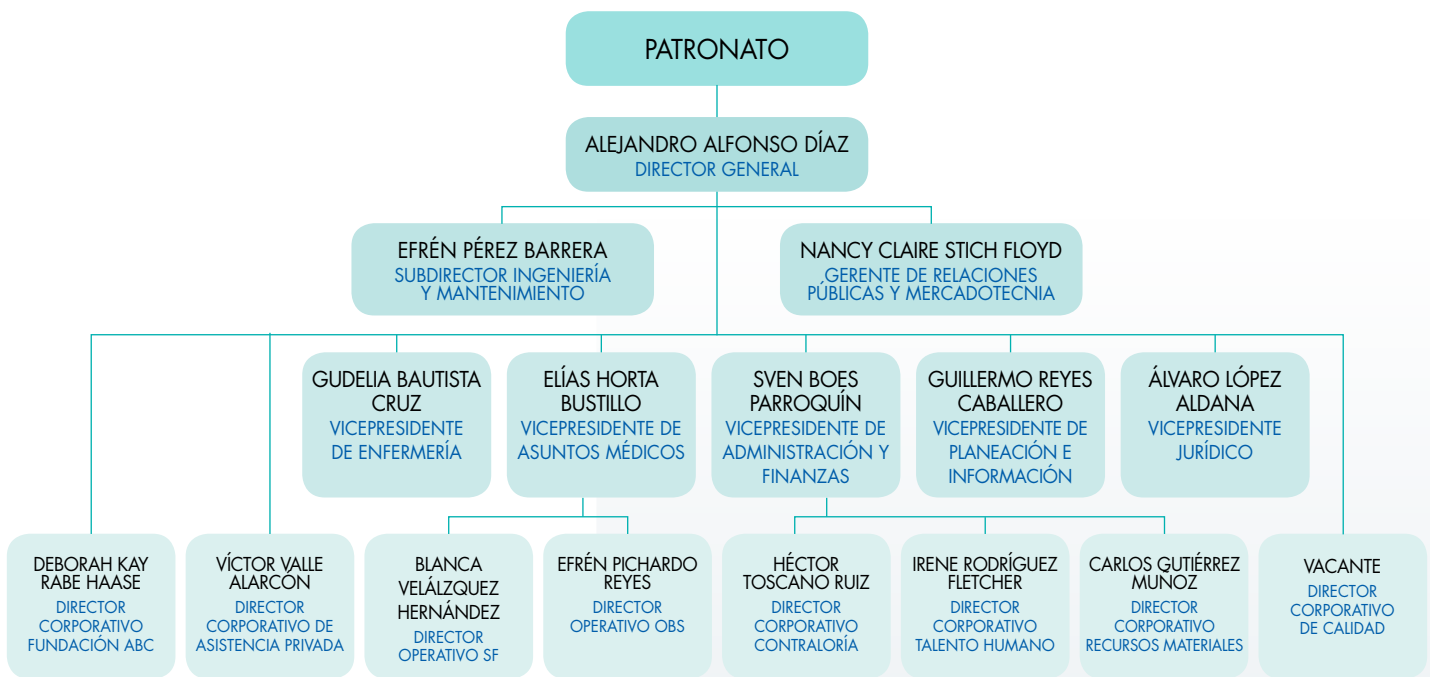 PATRONATO
ALEJANDRO ALFONSO DÍAZ
DIRECTOR GENERAL
EFRÉN PÉREZ BARRERA
SUBDIRECTOR INGENIERÍA
Y MANTENIMIENTO
NANCY CLAIRE STICH FLOYD
GERENTE DE RELACIONES
PÚBLICAS Y MERCADOTECNIA
GUDELIA BAUTISTA
CRUZ
VICEPRESIDENTE
DE ENFERMERÍA
ELÍAS HORTA
BUSTILLO
VICEPRESIDENTE DE
ASUNTOS MÉDICOS
SVEN BOES
PARROQUÍN
VICEPRESIDENTE DE
ADMINISTRACIÓN Y
FINANZAS
GUILLERMO REYES
CABALLERO
VICEPRESIDENTE DE
PLANEACIÓN E
INFORMACIÓN
ÁLVARO LÓPEZ
ALDANA
VICEPRESIDENTE
JURÍDICO
DEBORAH KAY
RABE HAASE
DIRECTOR
CORPORATIVO
FUNDACIÓN ABC
VÍCTOR VALLE
ALARCÓN
DIRECTOR
CORPORATIVO DE
ASISTENCIA PRIVADA
BLANCA
VELÁLZQUEZ
HERNÁNDEZ
DIRECTOR
OPERATIVO SF
EFRÉN PICHARDO
REYES
DIRECTOR
OPERATIVO OBS
HÉCTOR
TOSCANO RUIZ
DIRECTOR
CORPORATIVO
CONTRALORÍA
IRENE RODRÍGUEZ
FLETCHER
DIRECTOR
CORPORATIVO
TALENTO HUMANO
CARLOS GUTIÉRREZ
MUÑOZ
DIRECTOR
CORPORATIVO
RECURSOS MATERIALES
VACANTE
DIRECTOR
CORPORATIVO
DE CALIDAD